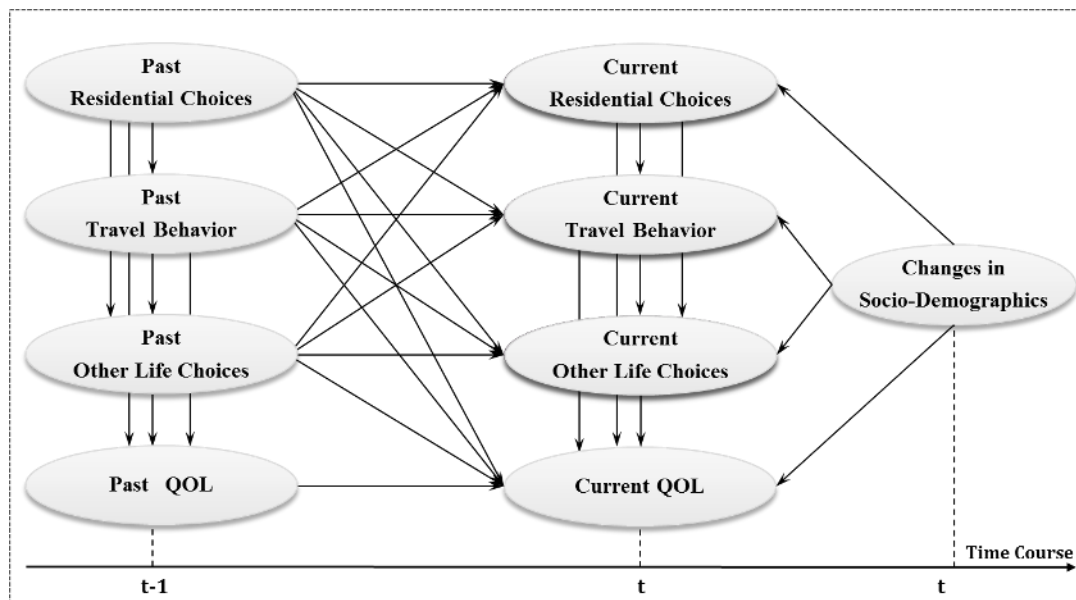 Past
Residential Choices
Past
Travel Behavior
Past
Other Life Choices
Past QOL
Current
Residential Choices
Current
Travel Behavior
Current
Other Life Choices
Current QOL
Changes in
Socio-Demographics
Time Course
t-1
t
t